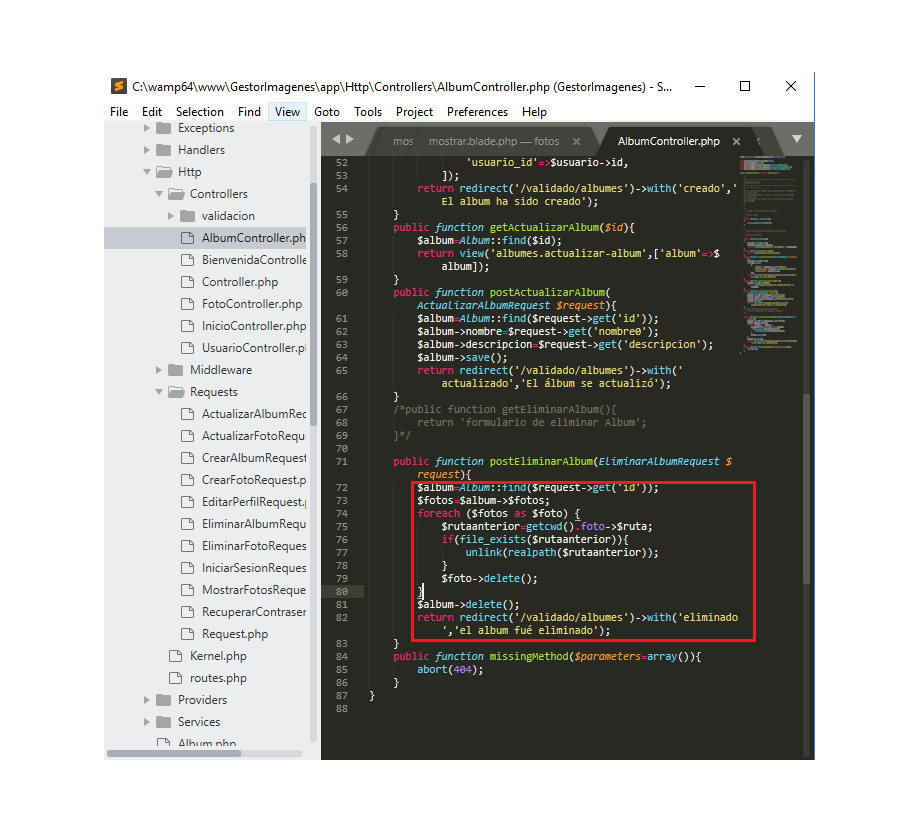 C:\wamp64\www\GestorImagenes\app\Http\Controllers\AlbumController.php (GestorImagenes) - S...
File Edit Selection Find View Goto Tools Project Preferences Help
Exceptions
Handlers
Http
Controllers
validacion
AlbumController.ph
BienvenidaControlle
Controller.php
FotoController.php
InicioController.php
UsuarioController.pl
Middleware
Requests
ActualizarAlbumRec
ActualizarFotoRequ
CrearAlbumRequest
CrearFotoRequest.p
EditarPerfilRequest.
EliminarAlbumRequ
EliminarFotoReques
IniciarSesionReques
MostrarFotosReque
RecuperarContraser
Request.php
Kernel.php
routes.php
Providers
Services
Album.php
mos mostrar.blade.php — fotos AlbumController.php
52 'usuario_id'=>$usuario->id,
53 ]);
54 return redirect('/validado/albumes')->with('creado','
El album ha sido creado');
55 }
56 public function getActualizarAlbum($id){
57 $album=Album::find($id);
58 return view('albumes.actualizar-album',['album'=>$
album]);
59 }
60 public function postActualizarAlbum(
ActualizarAlbumRequest $request){
61 $album=Album::find($request->get('id'));
62 $album->nombre=$request->get('nombre0');
63 $album->descripcion=$request->get('descripcion');
64 $album->save();
65 return redirect('/validado/albumes')->with('
actualizado','El álbum se actualizó');
66 }
67 /*public function getEliminarAlbum(){
68 return 'formulario de eliminar Album';
69 }*/
70
71 public function postEliminarAlbum(EliminarAlbumRequest $
request){
72 $album=Album::find($request->get('id'));
73 $fotos=$album->$fotos;
74 foreach ($fotos as $foto) {
75 $rutaanterior=getcwd().foto->$ruta;
76 if(file_exists($rutaanterior)){
77 unlink(realpath($rutaanterior));
78 }
79 $foto->delete();
80 }
81 $album->delete();
82 return redirect('/validado/albumes')->with('eliminado
','el album fué eliminado');
83 }
84 public function missingMethod($parameters=array()){
85 abort(404);
86 }
87 }
88